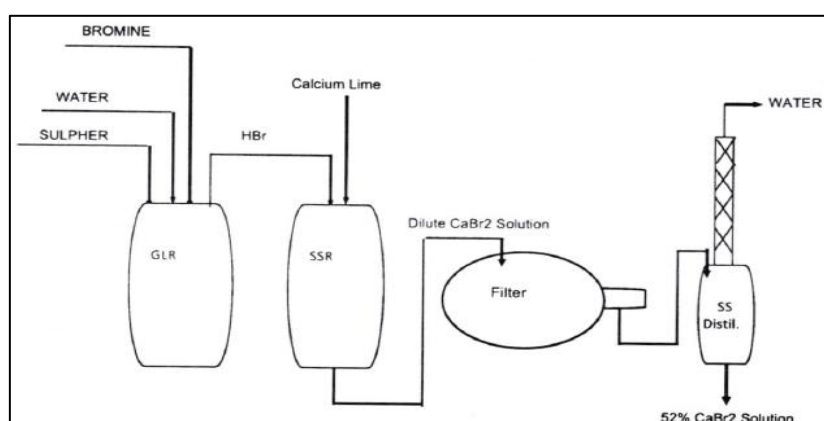 BROMINE
WATER
SULPHER
HBr
Calcium Lime
WATER
Dilute CaBr2 Solution
GLR
SSR
Filter
SS
Distil.
52% CaBr2 Solution